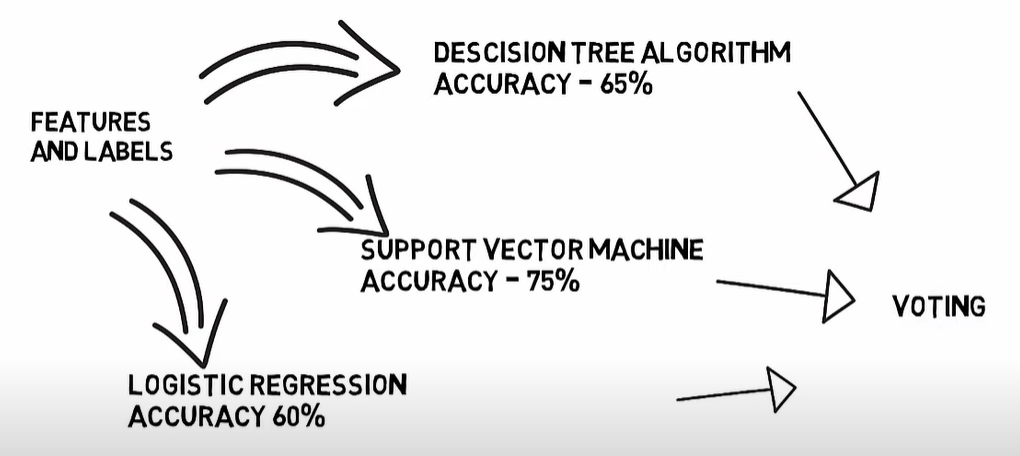 FEATURES
AND LABELS
DESCISION TREE ALGORITHM
ACCURACY - 65%
SUPPORT VECTOR MACHINE
ACCURACY - 75%
LOGISTIC REGRESSION
ACCURACY 60%
VOTING